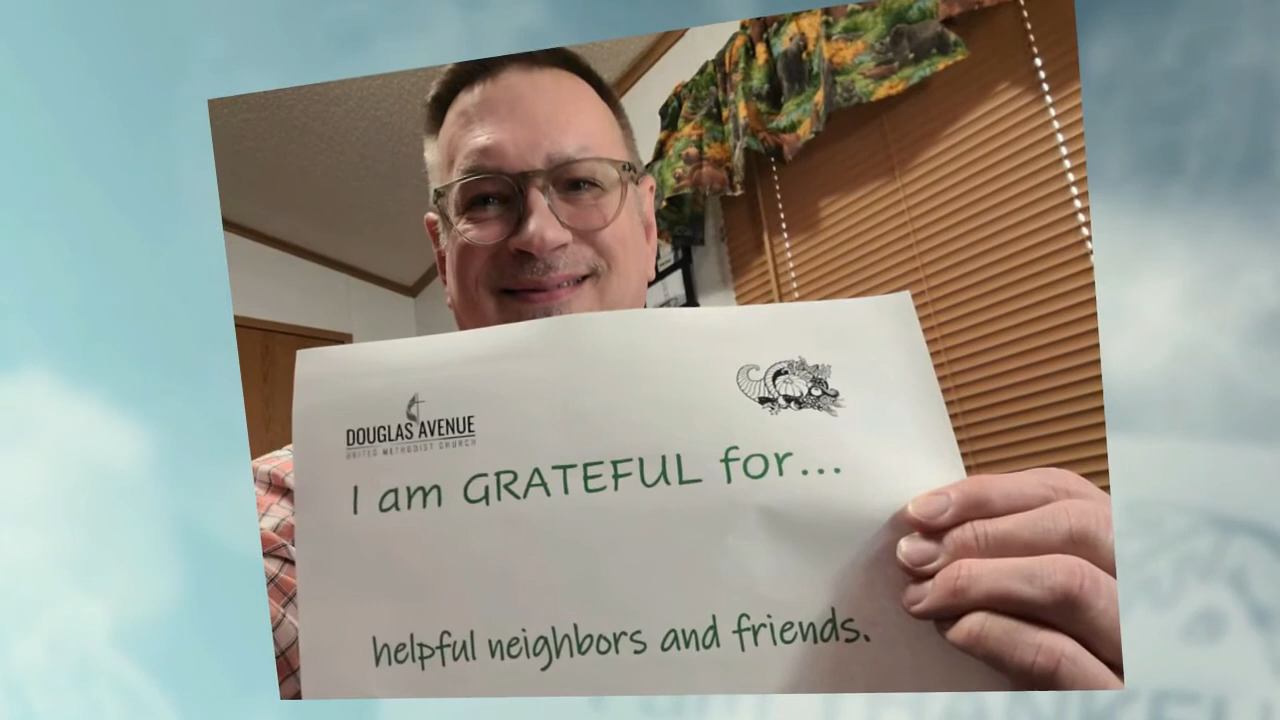 DOUGLAS AVENUE
UNITED METHODIST CHURCH
I am GRATEFUL for...
helpful neighbors and friends.